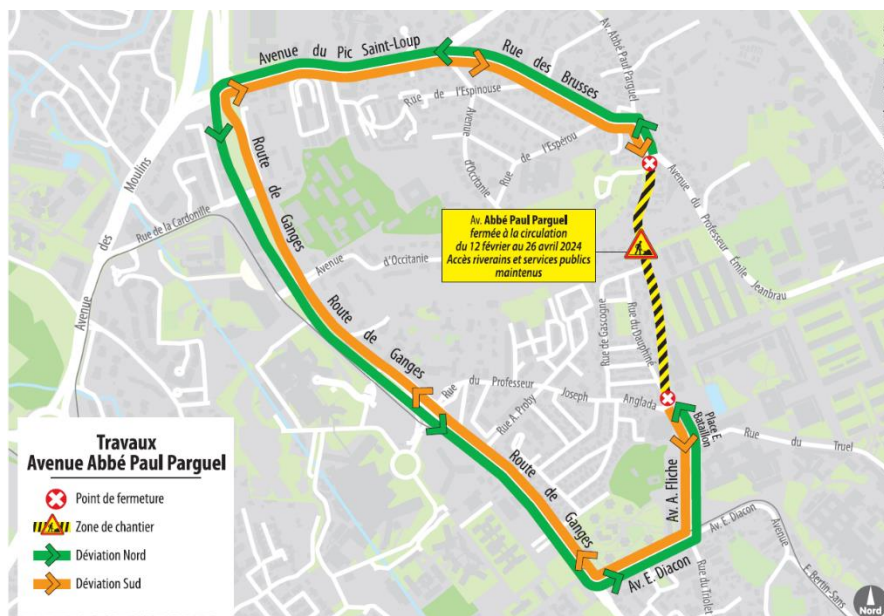 Avenue du Pic Saint-Loup
Rue des Brusses
Av. Abbé Paul Parguel
Rue de l'Espinouse
Avenue d'Occitanie
Rue de l'Espérou
Avenue du Professeur Émile Jeanbrau
Avenue des Moulins
Rue de la Cardonille
Route de Ganges
Av. Abbé Paul Parguel
fermée à la circulation
du 12 février au 26 avril 2024
Accès riverains et services publics
maintenus
Avenue d'Occitanie
Route de Ganges
Rue de Gascogne
Rue du Dauphiné
Rue du Professeur Joseph Anglada
Rue A. Proby
Place E.
Bataillon
Rue du Truel
Route de Ganges
Av. A. Fliche
Av. E. Diacon
Av. E. Diacon
Avenue F. Bertin-Sans
Rue du Triolet
Travaux
Avenue Abbé Paul Parguel
Point de fermeture
Zone de chantier
Déviation Nord
Déviation Sud
Nord